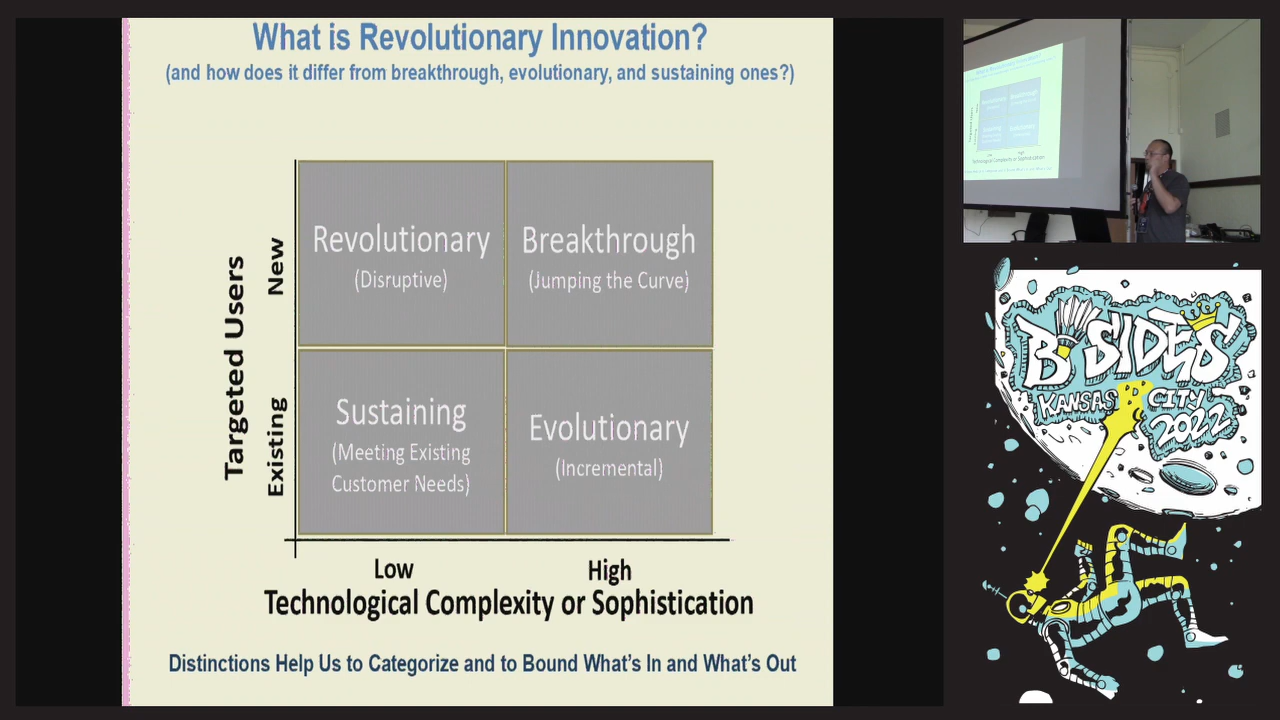 What is Revolutionary Innovation?
(and how does it differ from breakthrough, evolutionary, and sustaining ones?)
Targeted Users
New
Existing
Revolutionary
(Disruptive)
Breakthrough
(Jumping the Curve)
Sustaining
(Meeting Existing
Customer Needs)
Evolutionary
(Incremental)
Low
High
Technological Complexity or Sophistication
Distinctions Help Us to Categorize and to Bound What's In and What's Out
BSIDES
KANSAS CITY
2022